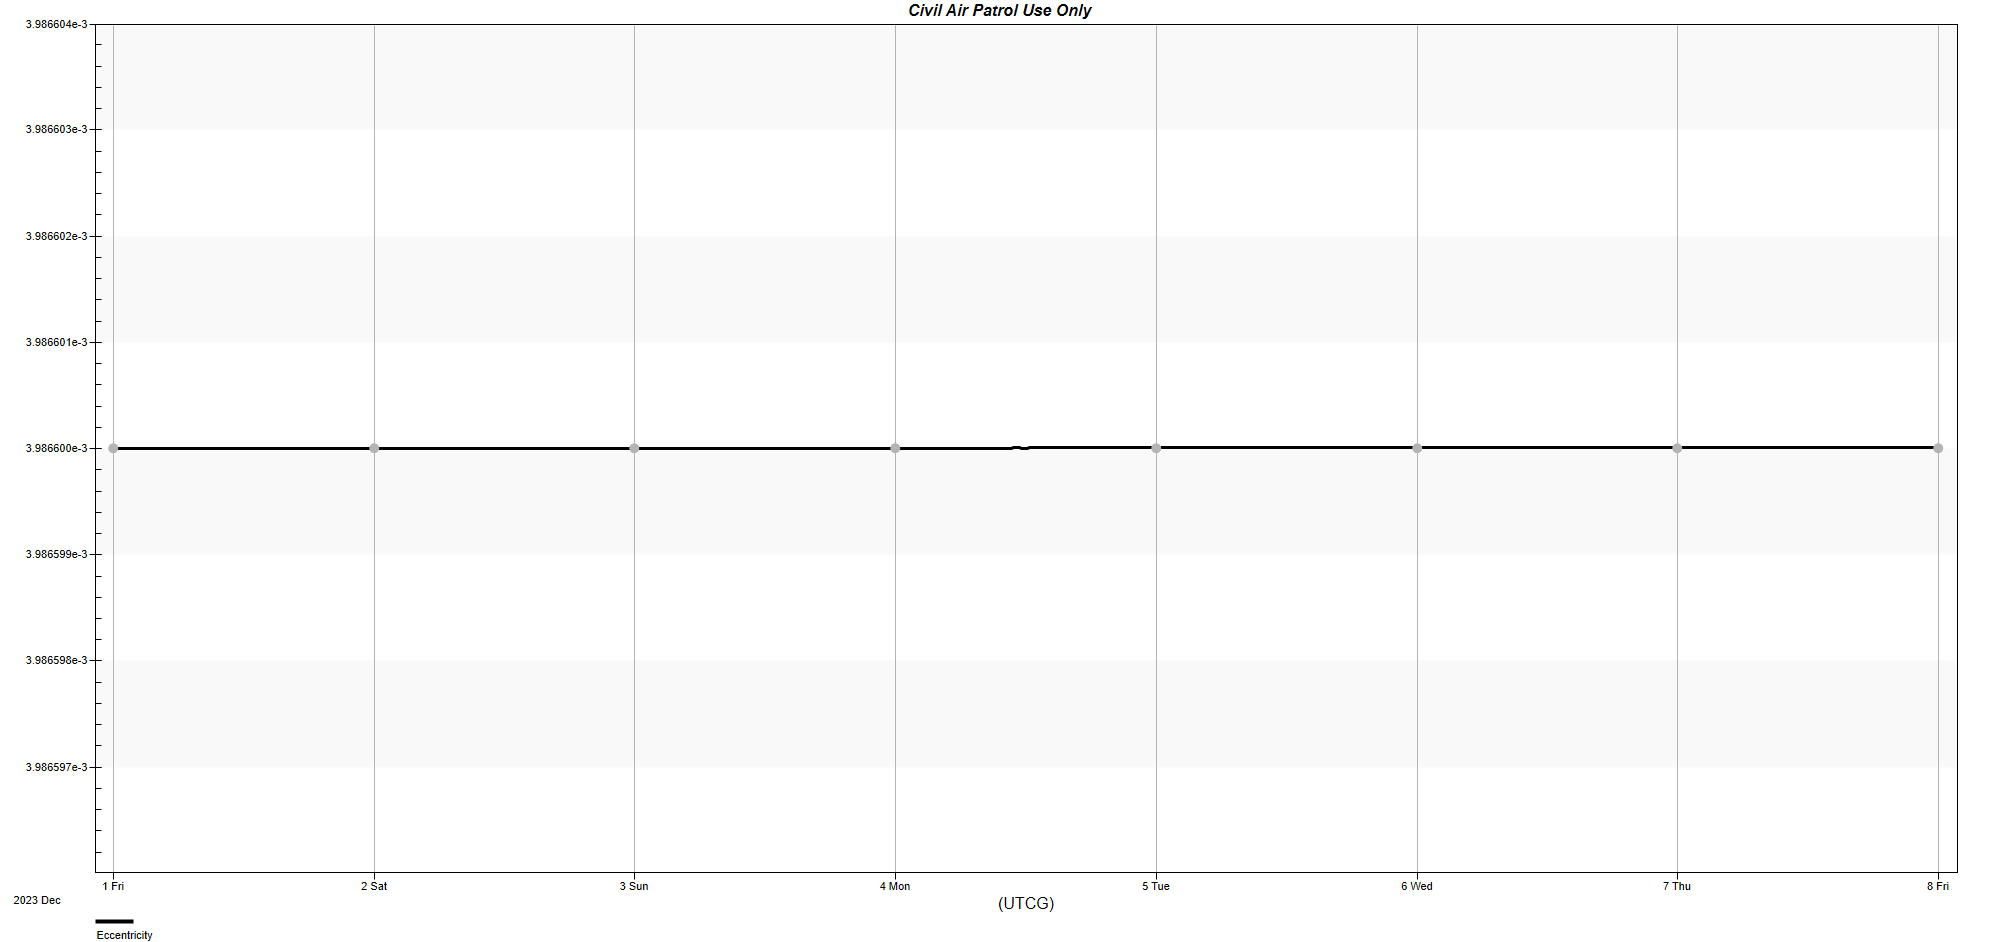 Civil Air Patrol Use Only
3.986604e-3
3.986603e-3
3.986602e-3
3.986601e-3
3.986600e-3
3.986599e-3
3.986598e-3
3.986597e-3
1 Fri 2 Sat 3 Sun 4 Mon 5 Tue 6 Wed 7 Thu 8 Fri
2023 Dec
(UTCG)
Eccentricity